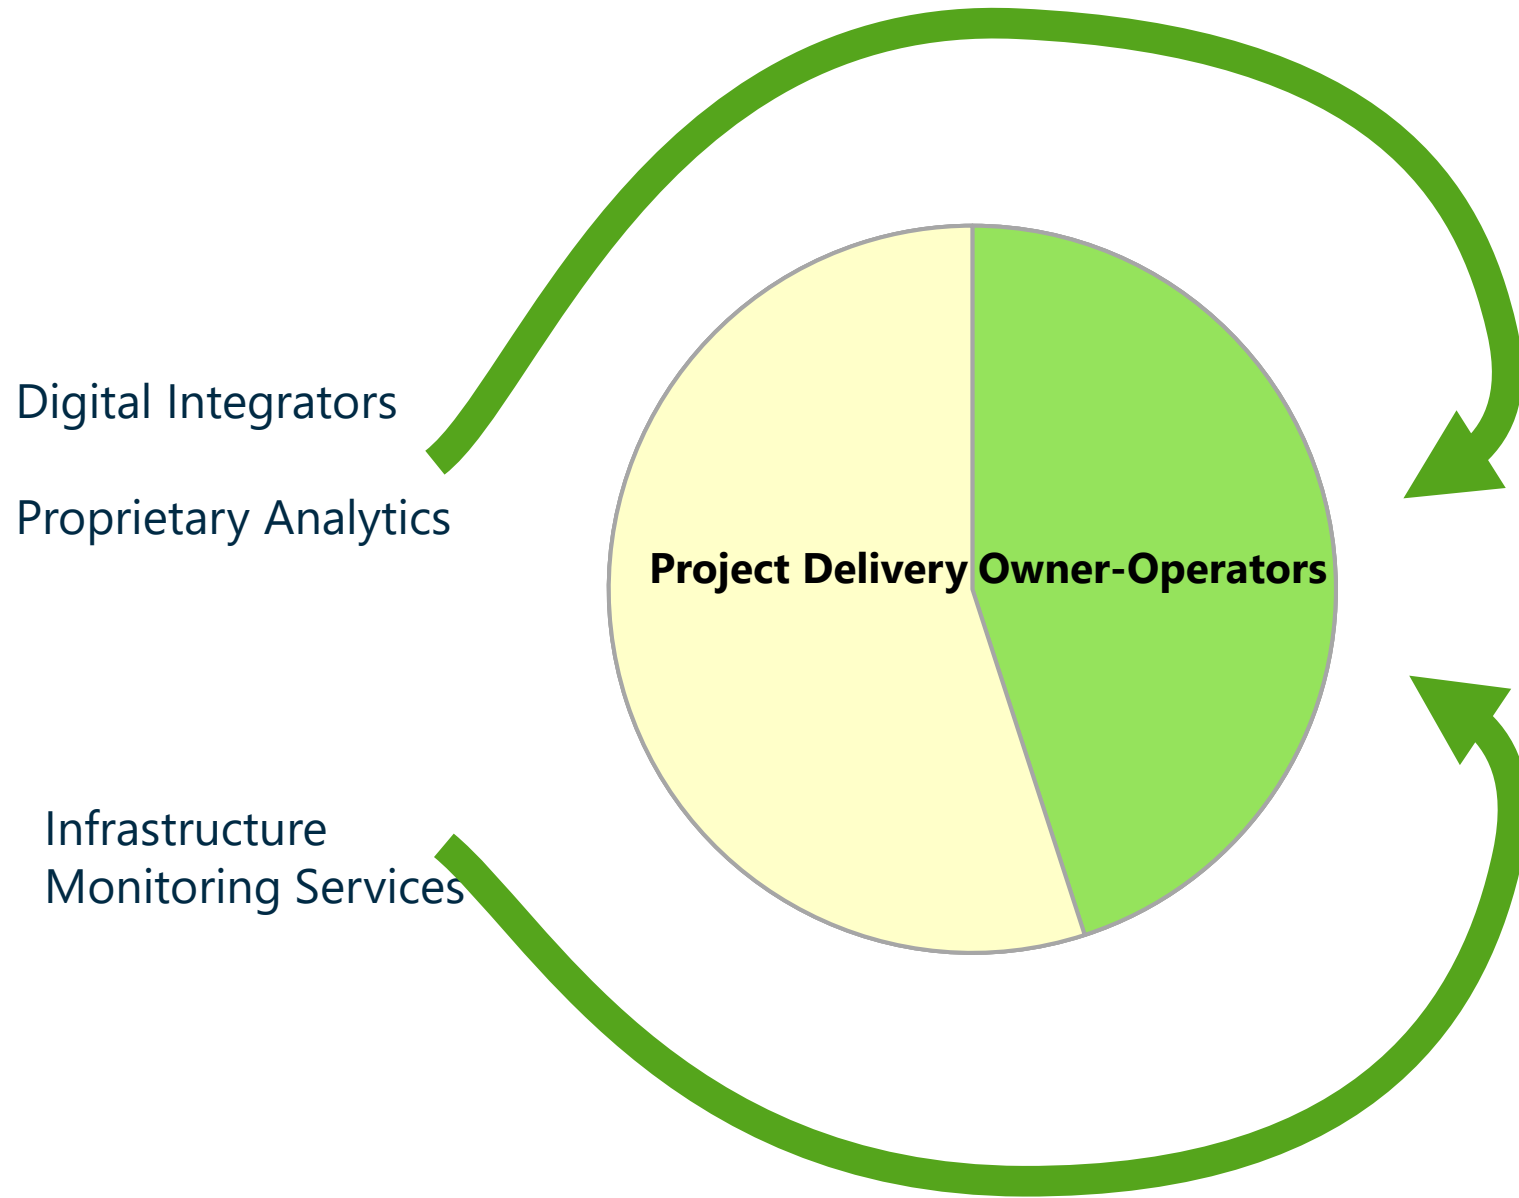 Digital Integrators
Proprietary Analytics
Project Delivery
Owner-Operators
Infrastructure
Monitoring Services